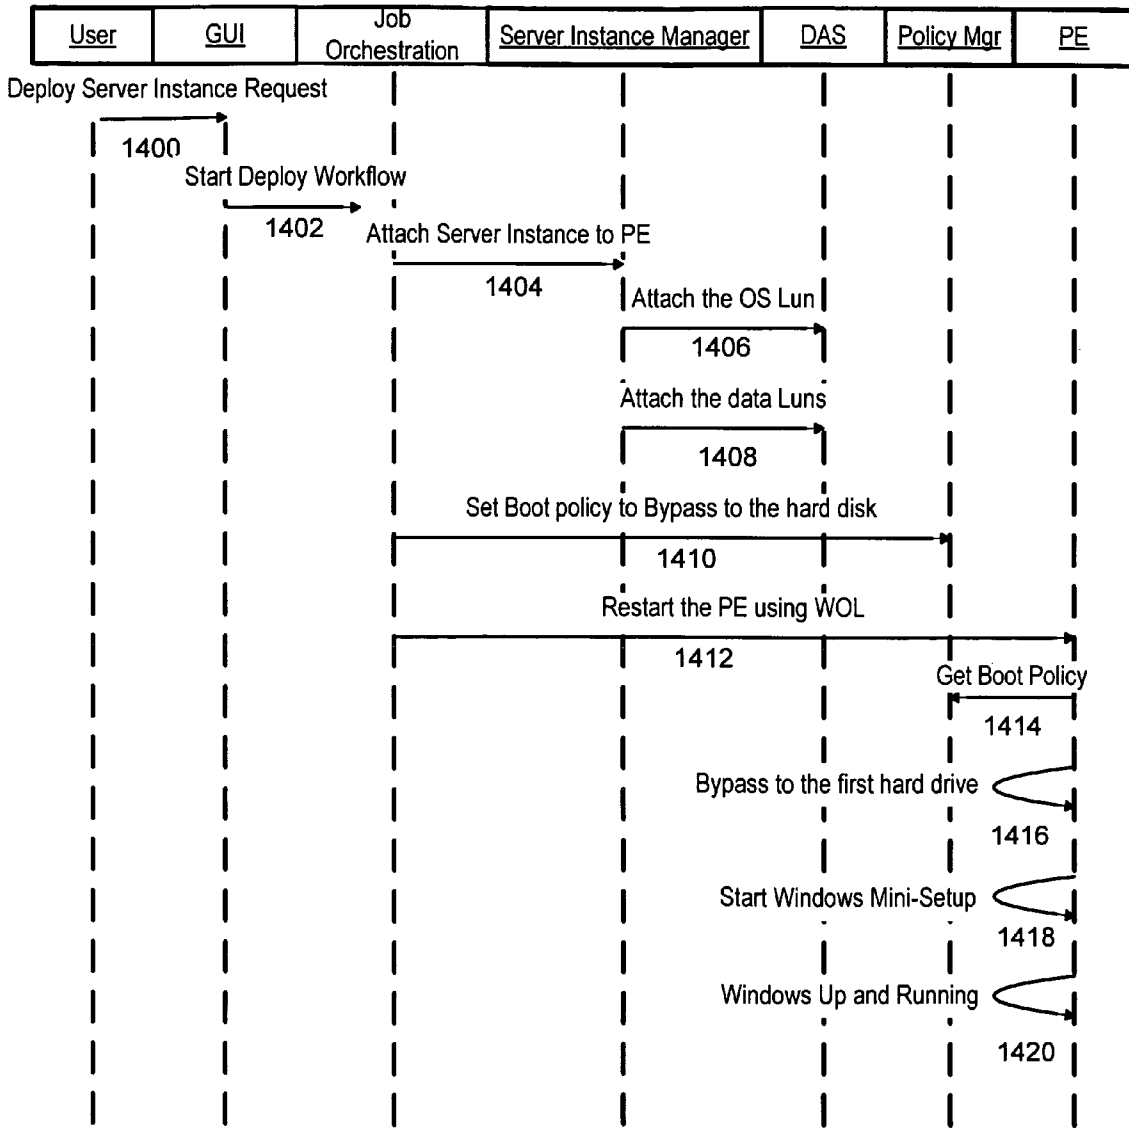 User
GUI
Job
Orchestration
Server Instance Manager
DAS
Policy Mgr
PE
Deploy Server Instance Request
1400
Start Deploy Workflow
1402
Attach Server Instance to PE
1404
Attach the OS Lun
1406
Attach the data Luns
1408
Set Boot policy to Bypass to the hard disk
1410
Restart the PE using WOL
1412
Get Boot Policy
1414
Bypass to the first hard drive
1416
Start Windows Mini-Setup
1418
Windows Up and Running
1420